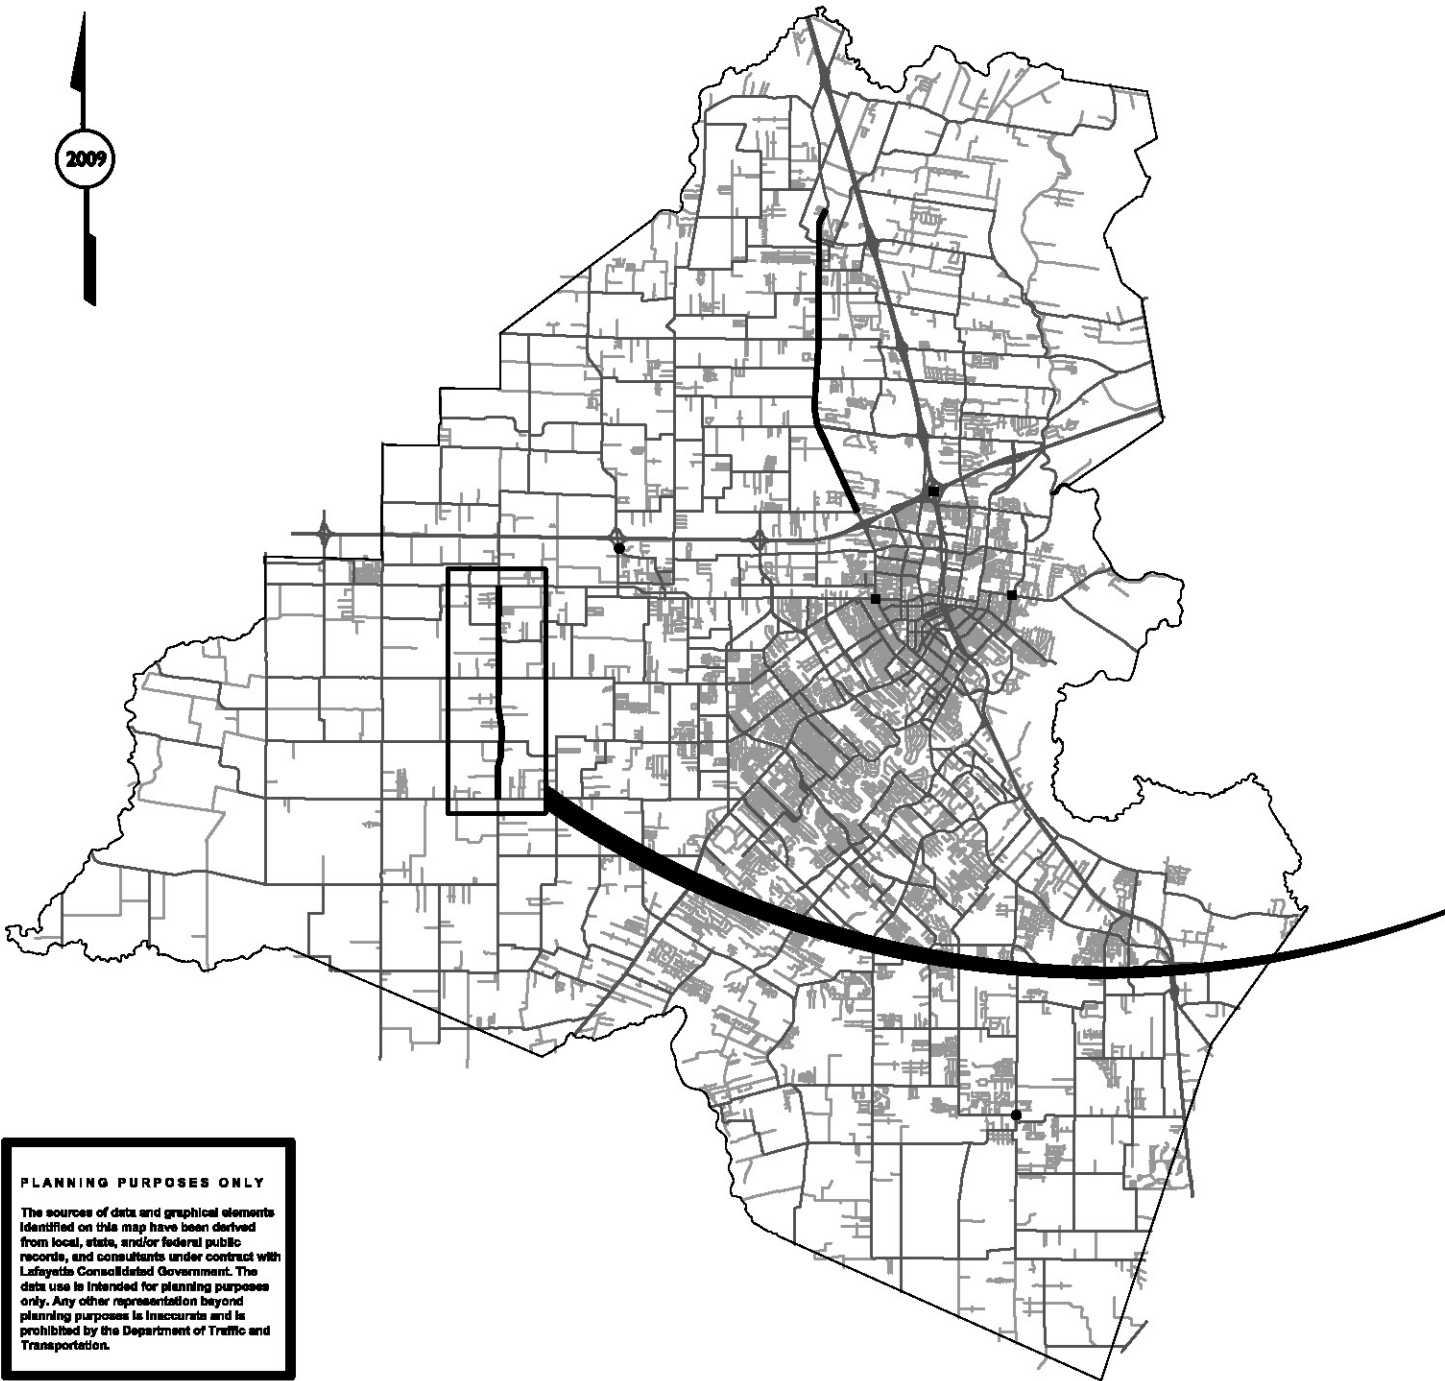 2009
PLANNING PURPOSES ONLY
The sources of data and graphical elements
identified on this map have been derived
from local, state, and/or federal public
records, and consultants under contract with
Lafayette Consolidated Government. The
data use is intended for planning purposes
only. Any other representation beyond
planning purposes is inaccurate and is
prohibited by the Department of Traffic and
Transportation.